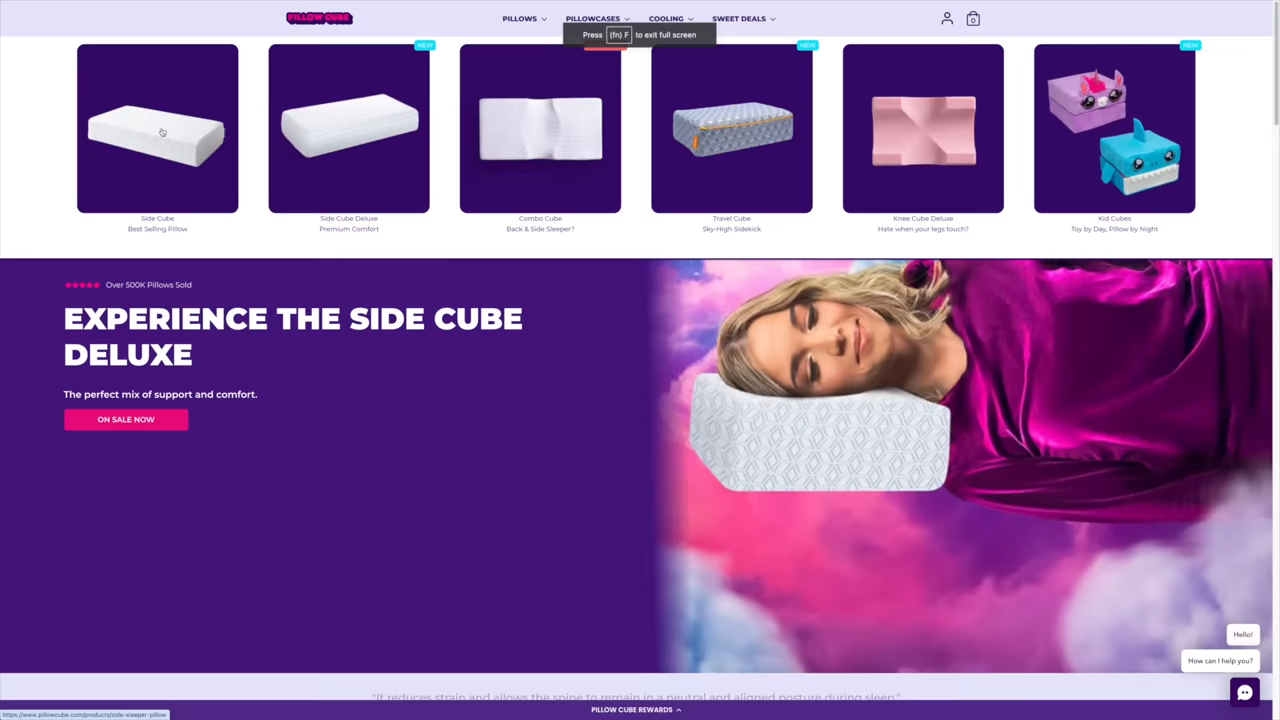 PILLOW CUBE
PILLOWS
PILLOWCASES
COOLING
SWEET DEALS
0
Press (fn) F to exit full screen
NEW
NEW
NEW
Side Cube
Best Selling Pillow
Side Cube Deluxe
Premium Comfort
Combo Cube
Back & Side Sleeper?
Travel Cube
Sky-High Sidekick
Knee Cube Deluxe
Hate when your legs touch?
Kid Cubes
Toy by Day, Pillow by Night
Over 500K Pillows Sold
EXPERIENCE THE SIDE CUBE
DELUXE
The perfect mix of support and comfort.
ON SALE NOW
Hello!
How can I help you?
"It reduces strain and allows the spine to remain in a neutral and aligned posture during sleep."
PILLOW CUBE REWARDS
https://www.pillowcube.com/products/side-sleeper-pillow